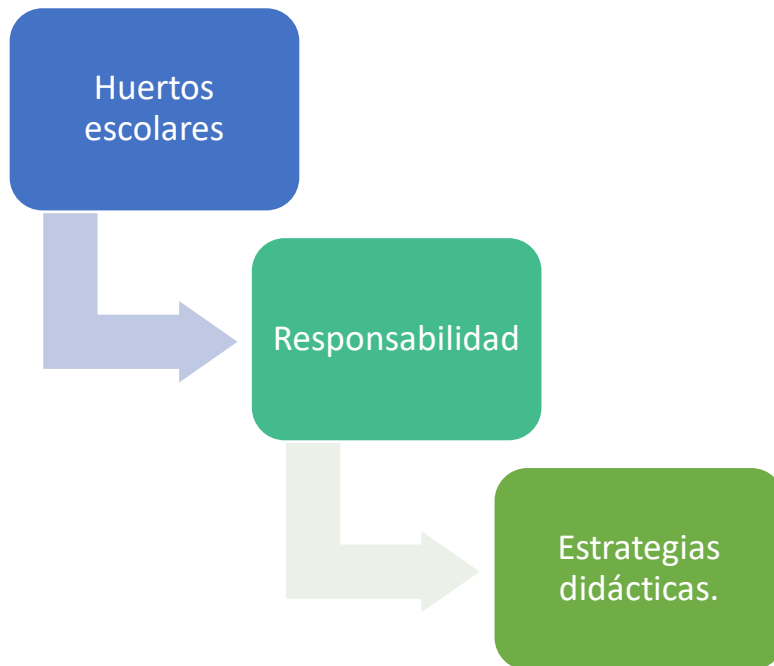 Huertos
escolares
Responsabilidad
Estrategias
didácticas.